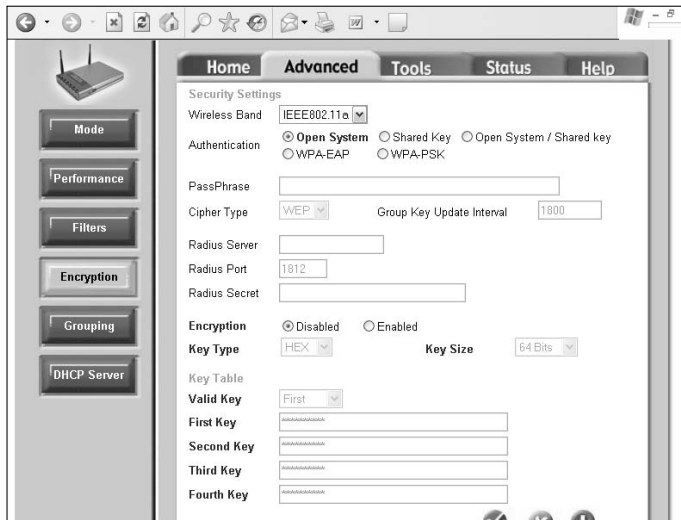 Home Advanced Tools Status Help
Mode
Performance
Filters
Encryption
Grouping
DHCP Server
Security Settings
Wireless Band IEEE802.11a
Authentication Open System Shared Key Open System / Shared key
WPA-EAP WPA-PSK
PassPhrase
Cipher Type WEP Group Key Update Interval 1800
Radius Server
Radius Port 1812
Radius Secret
Encryption Disabled Enabled
Key Type HEX Key Size 64 Bits
Key Table
Valid Key First
First Key **********
Second Key **********
Third Key **********
Fourth Key **********